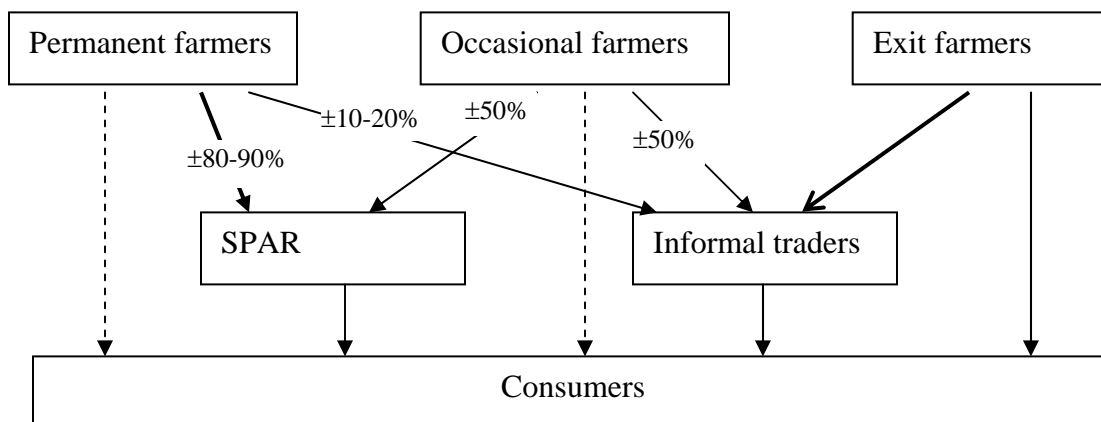 Permanent farmers
Occasional farmers
Exit farmers
±10-20%
±50%
±50%
±80-90%
SPAR
Informal traders
Consumers